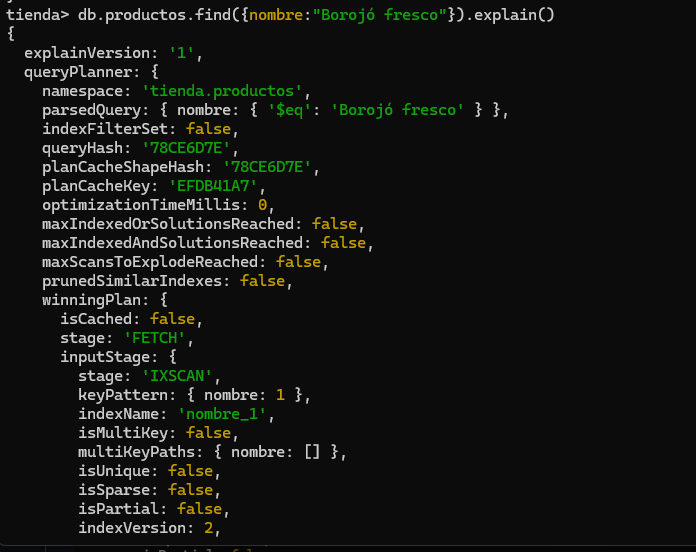 tienda> db.productos.find({nombre:"Borojó fresco"}).explain()
{
explainVersion: '1',
queryPlanner: {
namespace: 'tienda.productos',
parsedQuery: { nombre: { '$eq': 'Borojó fresco' } },
indexFilterSet: false,
queryHash: '78CE6D7E',
planCacheShapeHash: '78CE6D7E',
planCacheKey: 'EFDB41A7',
optimizationTimeMillis: 0,
maxIndexedOrSolutionsReached: false,
maxIndexedAndSolutionsReached: false,
maxScansToExplodeReached: false,
prunedSimilarIndexes: false,
winningPlan: {
isCached: false,
stage: 'FETCH',
inputStage: {
stage: 'IXSCAN',
keyPattern: { nombre: 1 },
indexName: 'nombre_1',
isMultiKey: false,
multiKeyPaths: { nombre: [] },
isUnique: false,
isSparse: false,
isPartial: false,
indexVersion: 2,